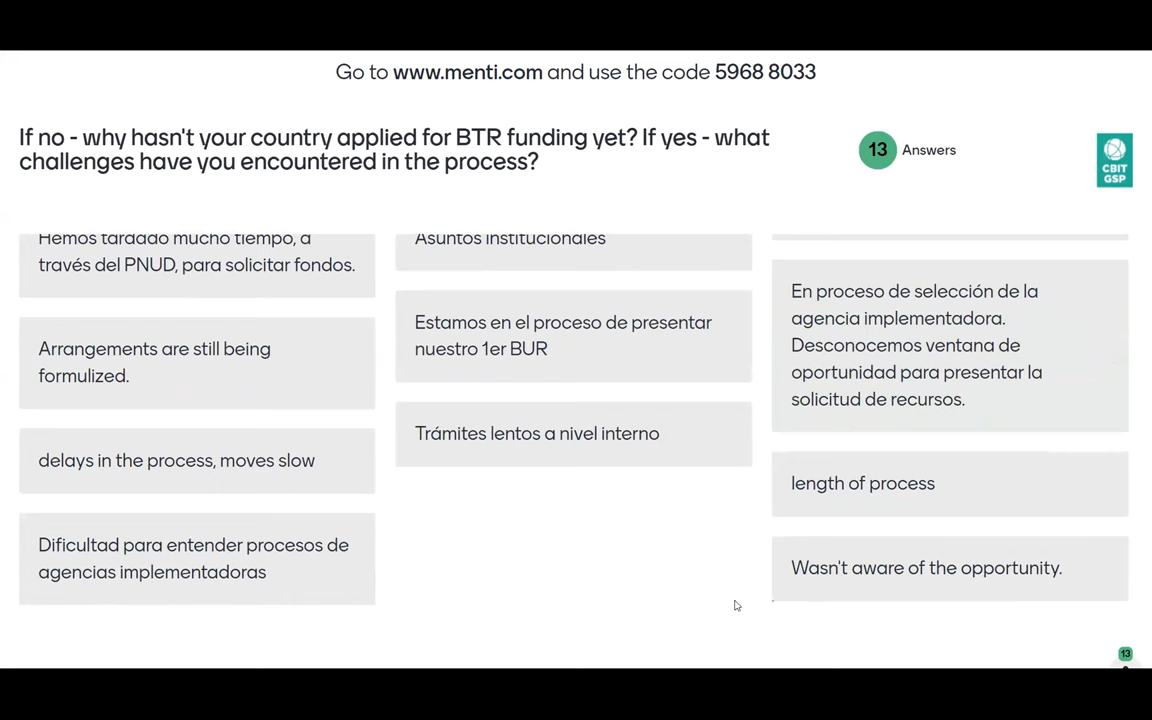 Go to www.menti.com and use the code 5968 8033
If no - why hasn't your country applied for BTR funding yet? If yes - what
challenges have you encountered in the process?
13 Answers
CBIT
GSP
Hemos tardado mucho tiempo, a
través del PNUD, para solicitar fondos.
Arrangements are still being
formulized.
delays in the process, moves slow
Dificultad para entender procesos de
agencias implementadoras
Asuntos institucionales
Estamos en el proceso de presentar
nuestro 1er BUR
Trámites lentos a nivel interno
En proceso de selección de la
agencia implementadora.
Desconocemos ventana de
oportunidad para presentar la
solicitud de recursos.
length of process
Wasn't aware of the opportunity.
13